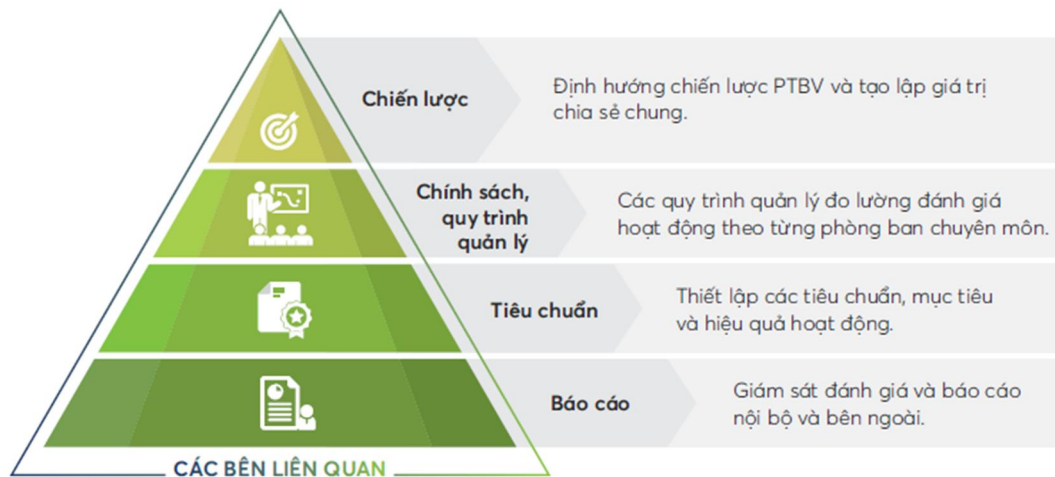 Chiến lược
Định hướng chiến lược PTBV và tạo lập giá trị
chia sẻ chung.
Chính sách,
quy trình
quản lý
Các quy trình quản lý đo lường đánh giá
hoạt động theo từng phòng ban chuyên môn.
Tiêu chuẩn
Thiết lập các tiêu chuẩn, mục tiêu
và hiệu quả hoạt động.
Báo cáo
Giám sát đánh giá và báo cáo
nội bộ và bên ngoài.
CÁC BÊN LIÊN QUAN